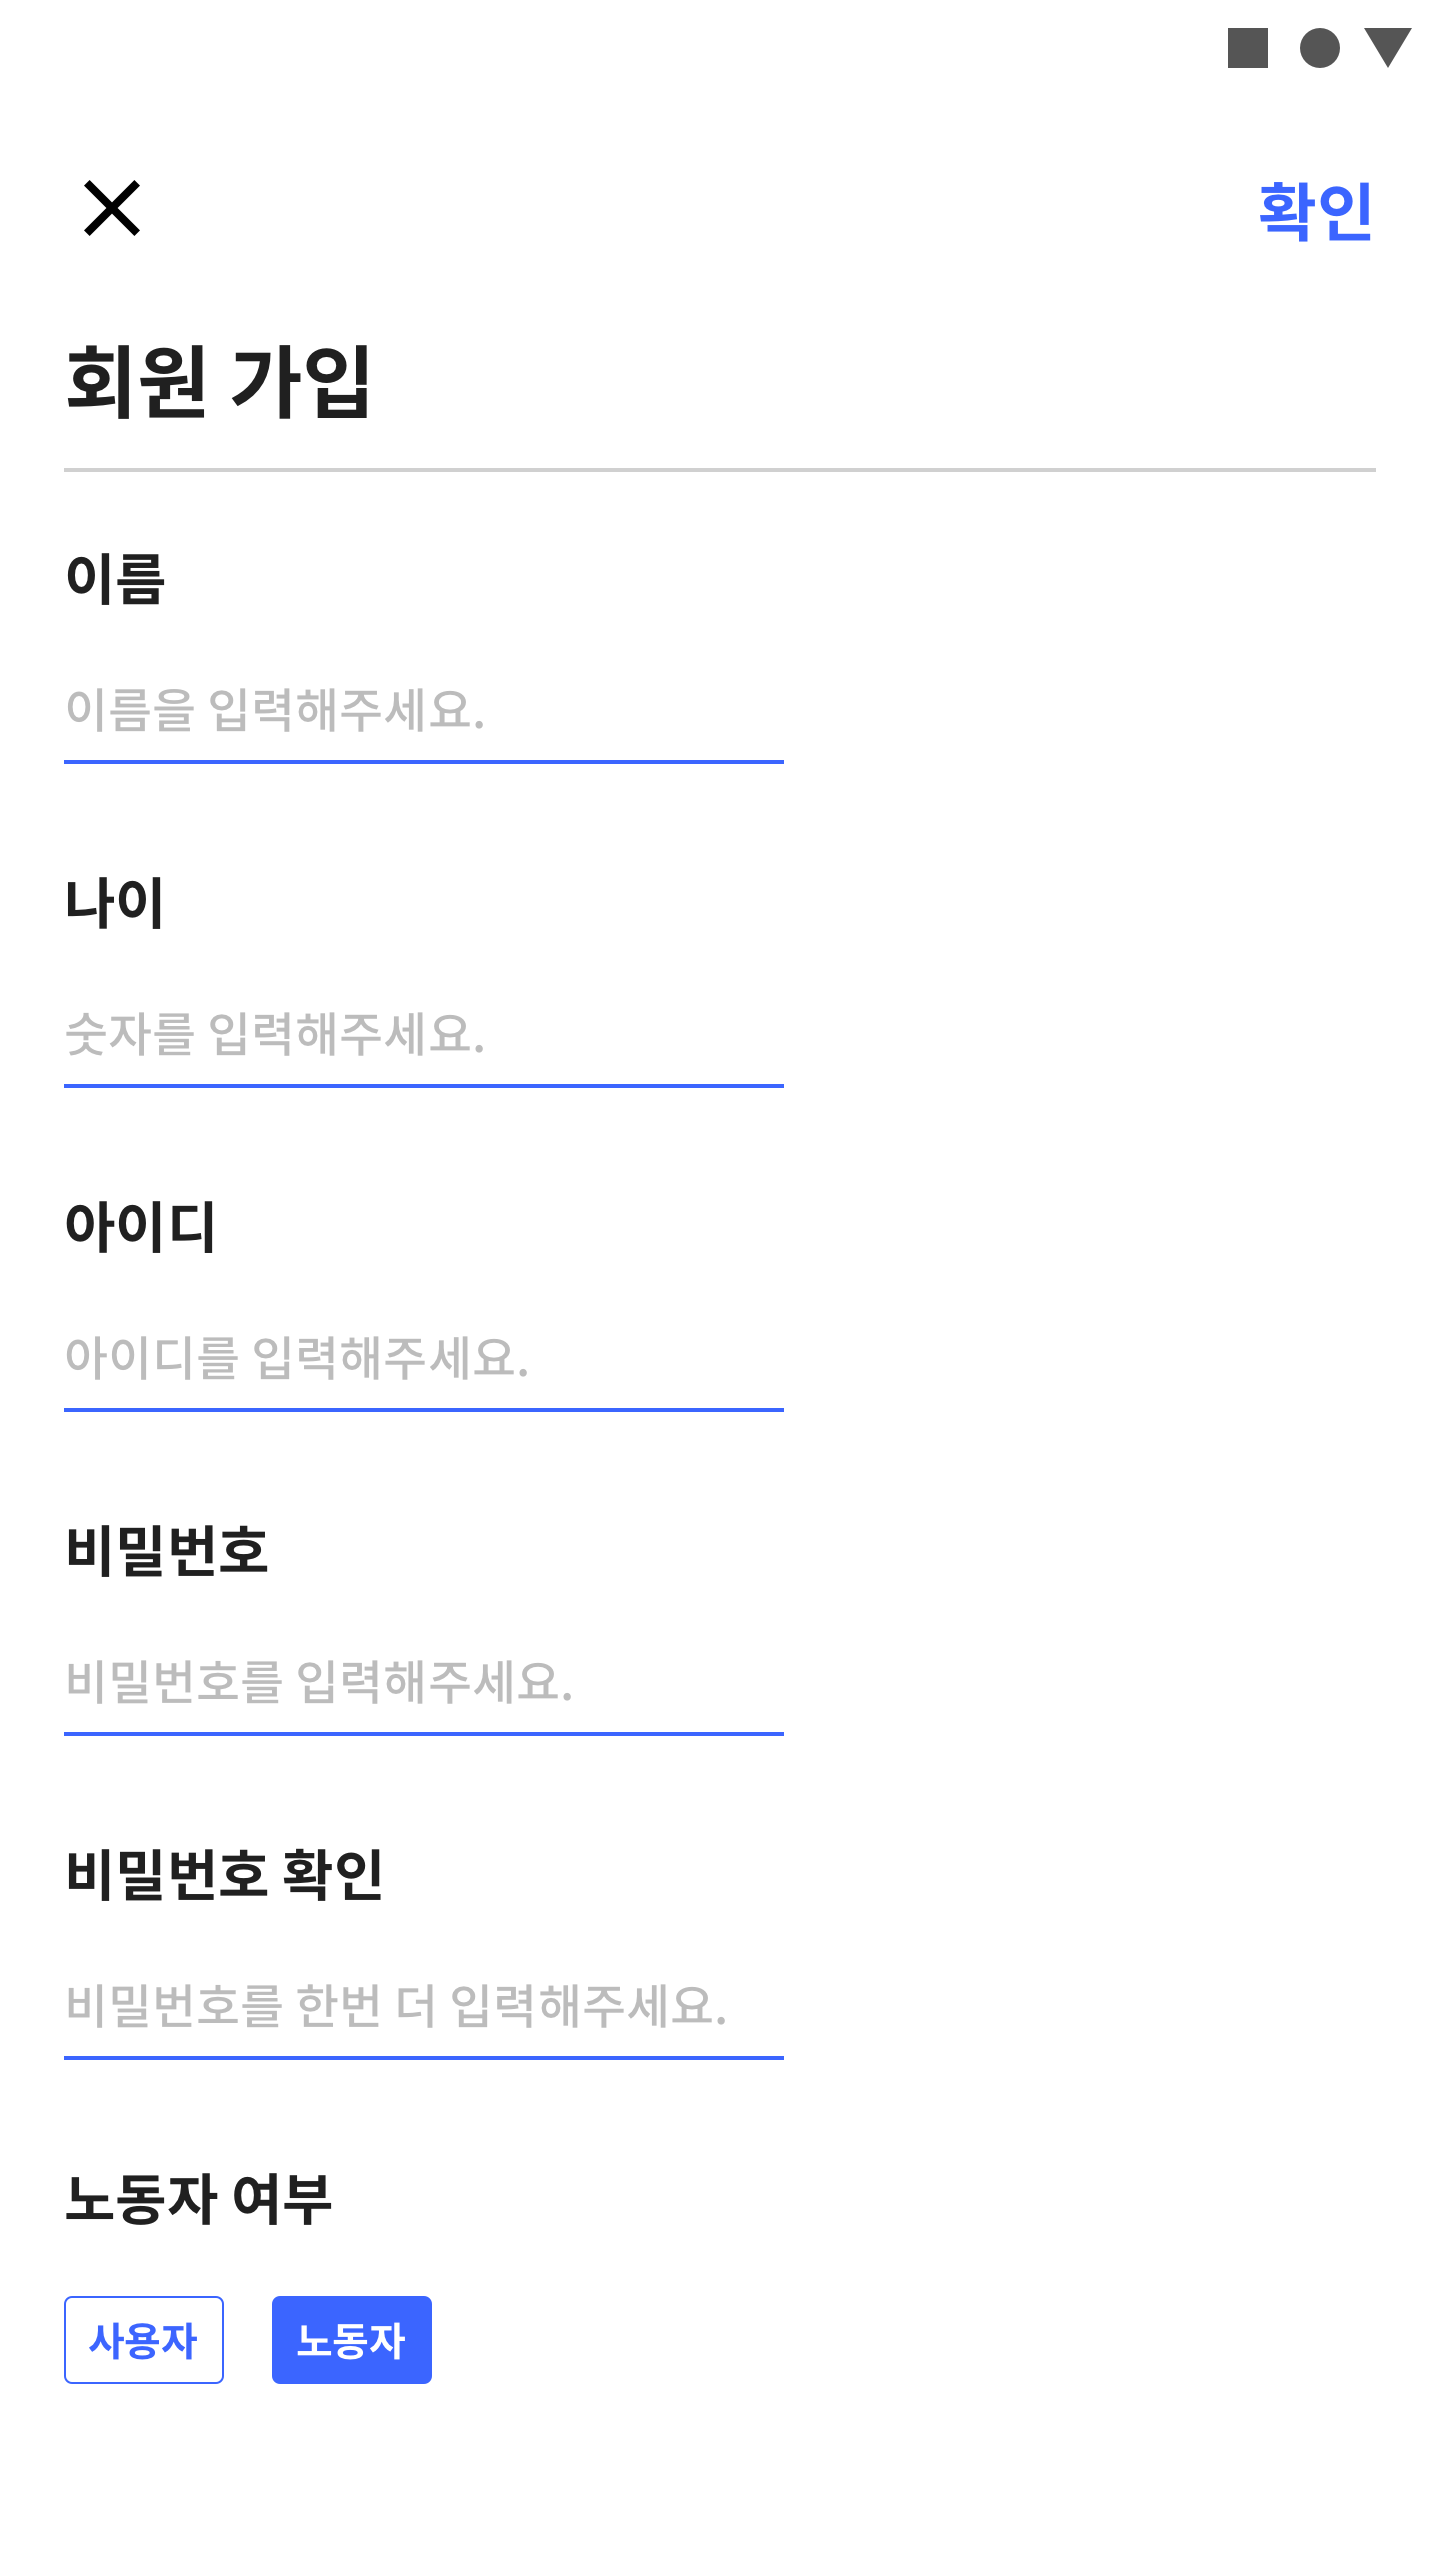 확인
회원 가입
이름
이름을 입력해주세요.
나이
숫자를 입력해주세요.
아이디
아이디를 입력해주세요.
비밀번호
비밀번호를 입력해주세요.
비밀번호 확인
비밀번호를 한번 더 입력해주세요.
노동자 여부
사용자 노동자